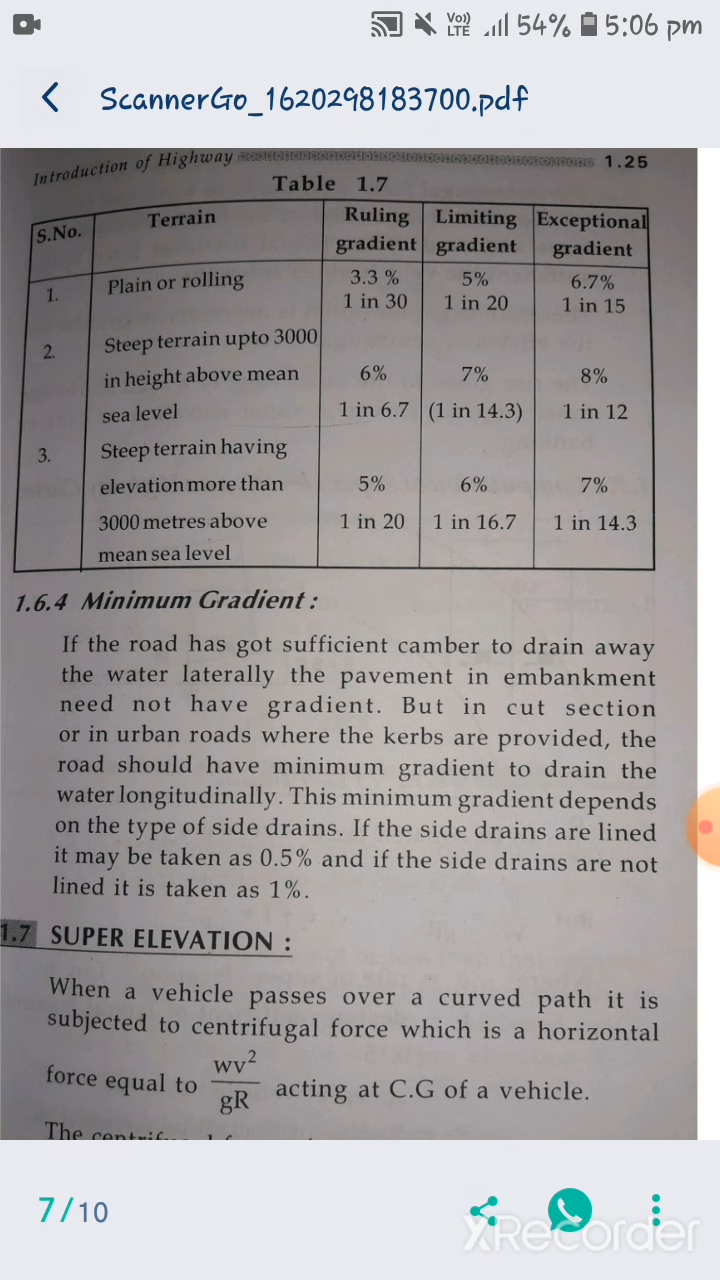 Vo))
LTE
54%
5:06 pm
ScannerGo_1620298183700.pdf
Introduction of Highway 1.25
Table 1.7
S.No. Terrain Ruling gradient Limiting gradient Exceptional gradient
1. Plain or rolling 3.3 % 5% 6.7%
1 in 30 1 in 20 1 in 15
2. Steep terrain upto 3000
in height above mean 6% 7% 8%
sea level 1 in 6.7 (1 in 14.3) 1 in 12
3. Steep terrain having
elevation more than 5% 6% 7%
3000 metres above 1 in 20 1 in 16.7 1 in 14.3
mean sea level
1.6.4 Minimum Gradient :
If the road has got sufficient camber to drain away
the water laterally the pavement in embankment
need not have gradient. But in cut section
or in urban roads where the kerbs are provided, the
road should have minimum gradient to drain the
water longitudinally. This minimum gradient depends
on the type of side drains. If the side drains are lined
it may be taken as 0.5% and if the side drains are not
lined it is taken as 1%.
1.7 SUPER ELEVATION :
When a vehicle passes over a curved path it is
subjected to centrifugal force which is a horizontal
force equal to wv²/gR acting at C.G of a vehicle.
The
7/10
XRecorder